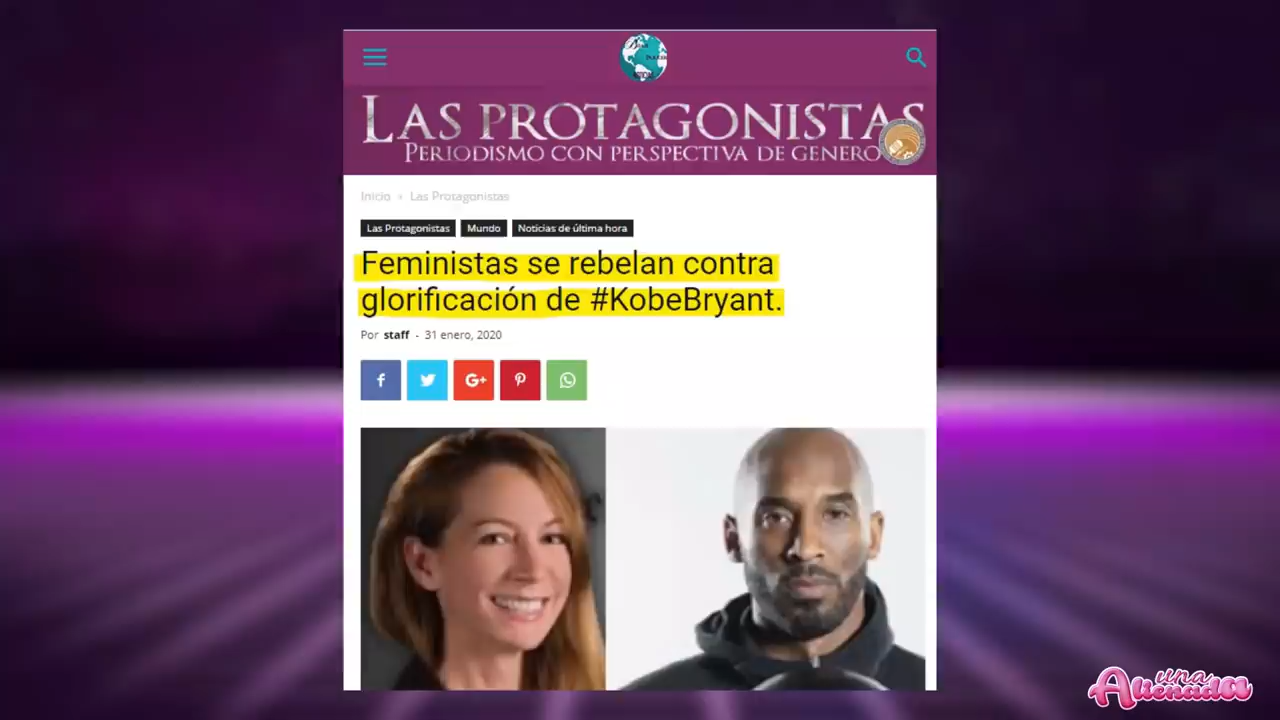 LAS PROTAGONISTAS
PERIODISMO CON PERSPECTIVA DE GENERO
Inicio › Las Protagonistas
Las Protagonistas Mundo Noticias de última hora
Feministas se rebelan contra
glorificación de #KobeBryant.
Por staff - 31 enero, 2020
f G+
una
Alienada